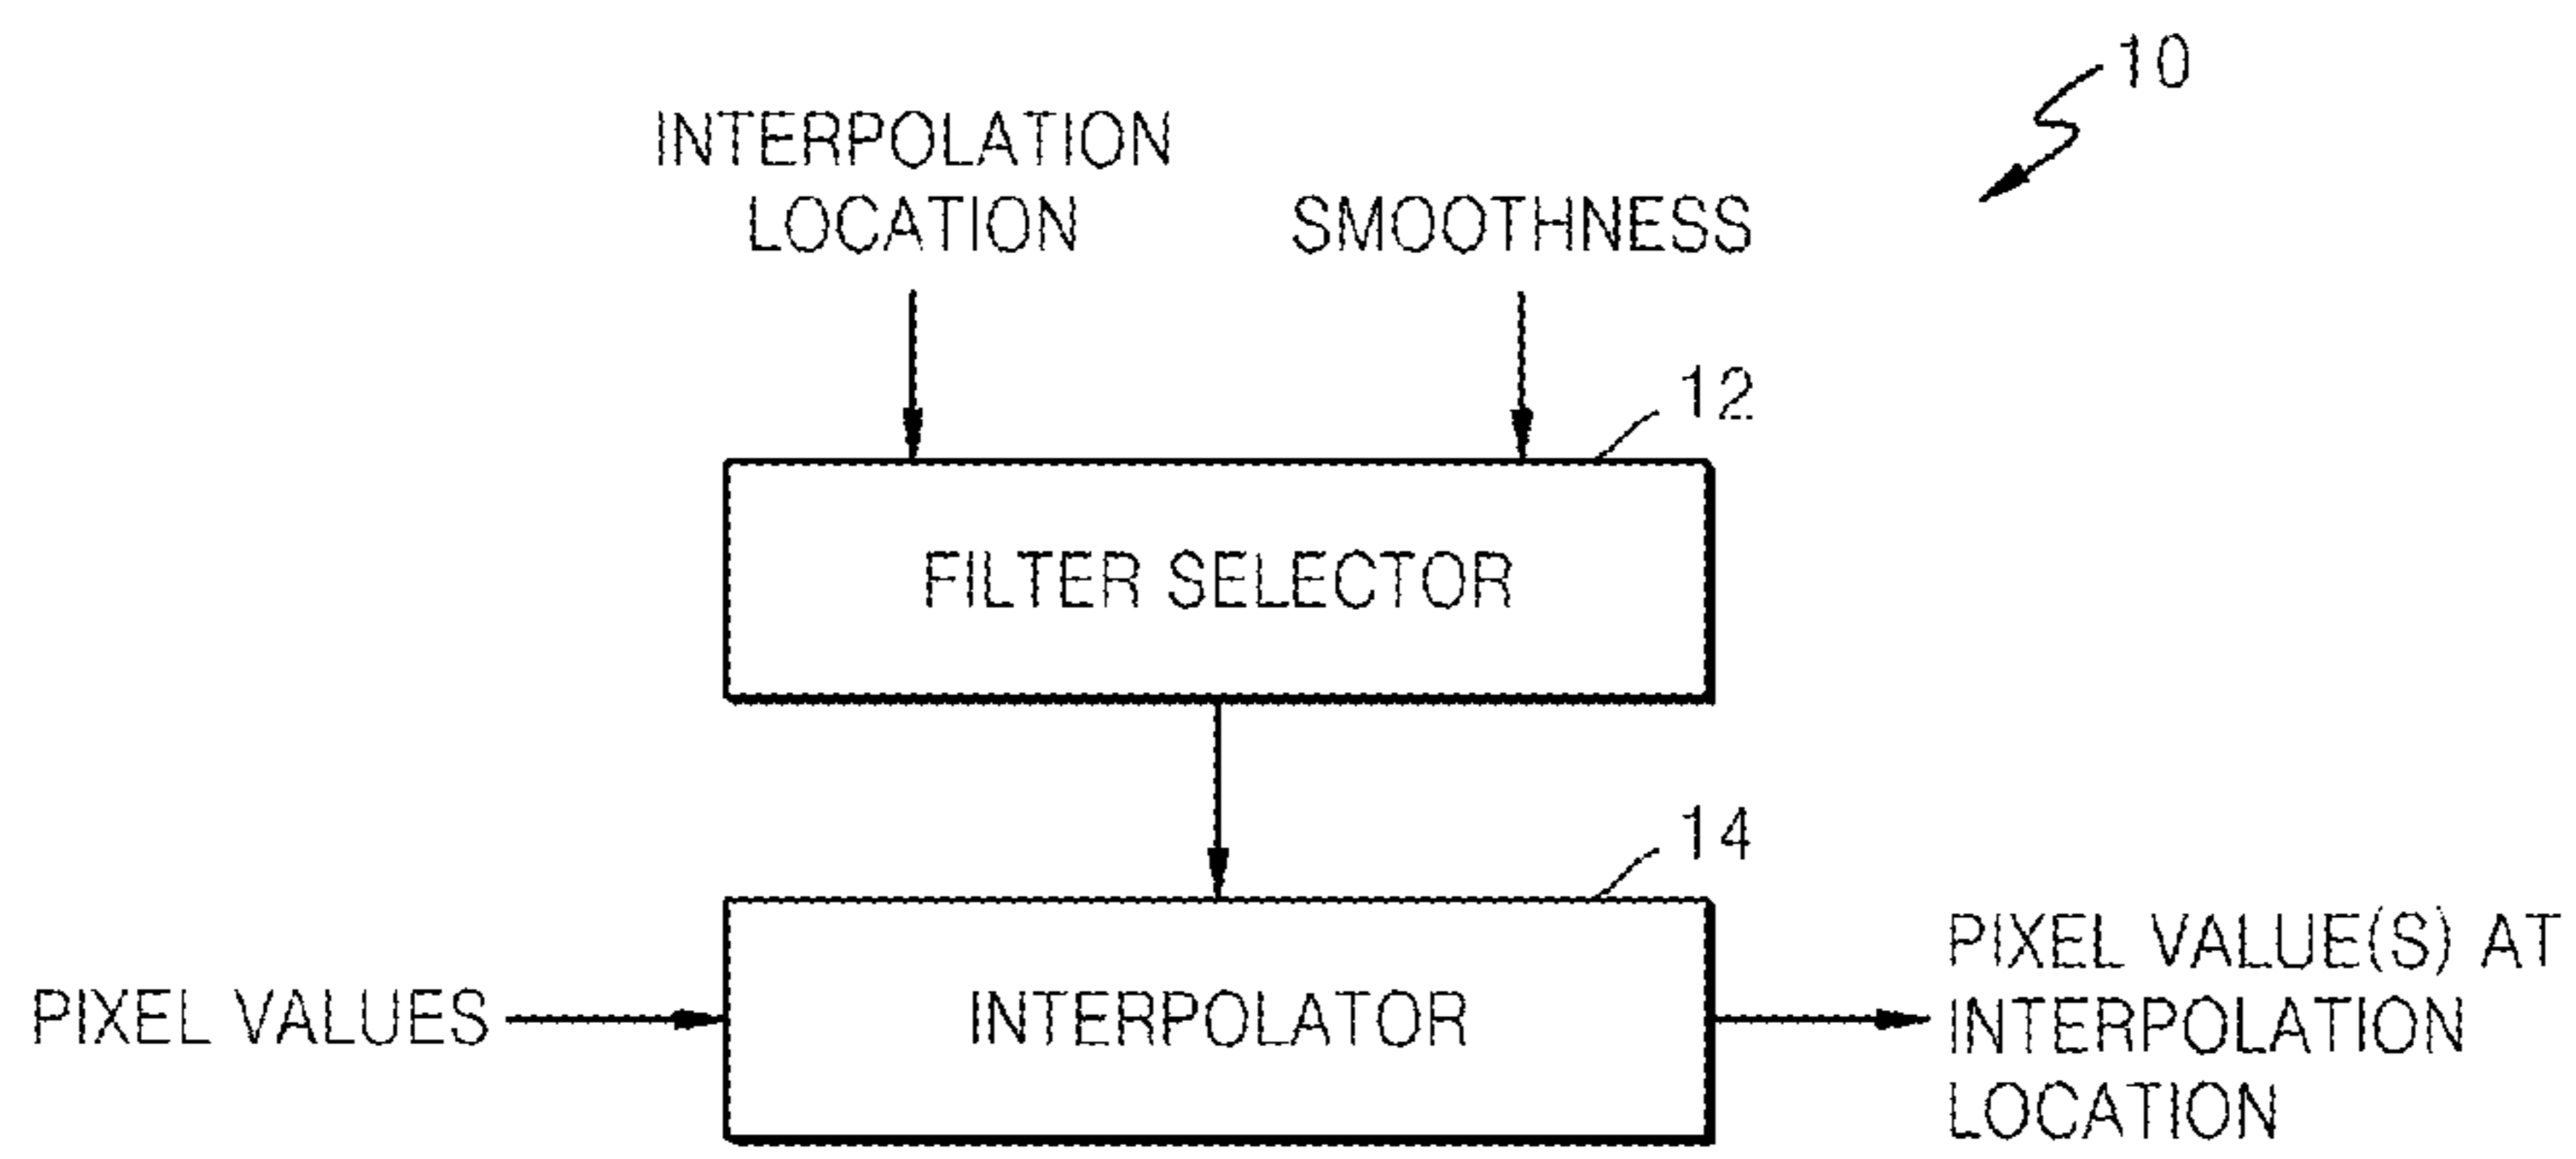 10
INTERPOLATION
LOCATION
SMOOTHNESS
12
FILTER SELECTOR
14
PIXEL VALUES
INTERPOLATOR
PIXEL VALUE(S) AT
INTERPOLATION
LOCATION